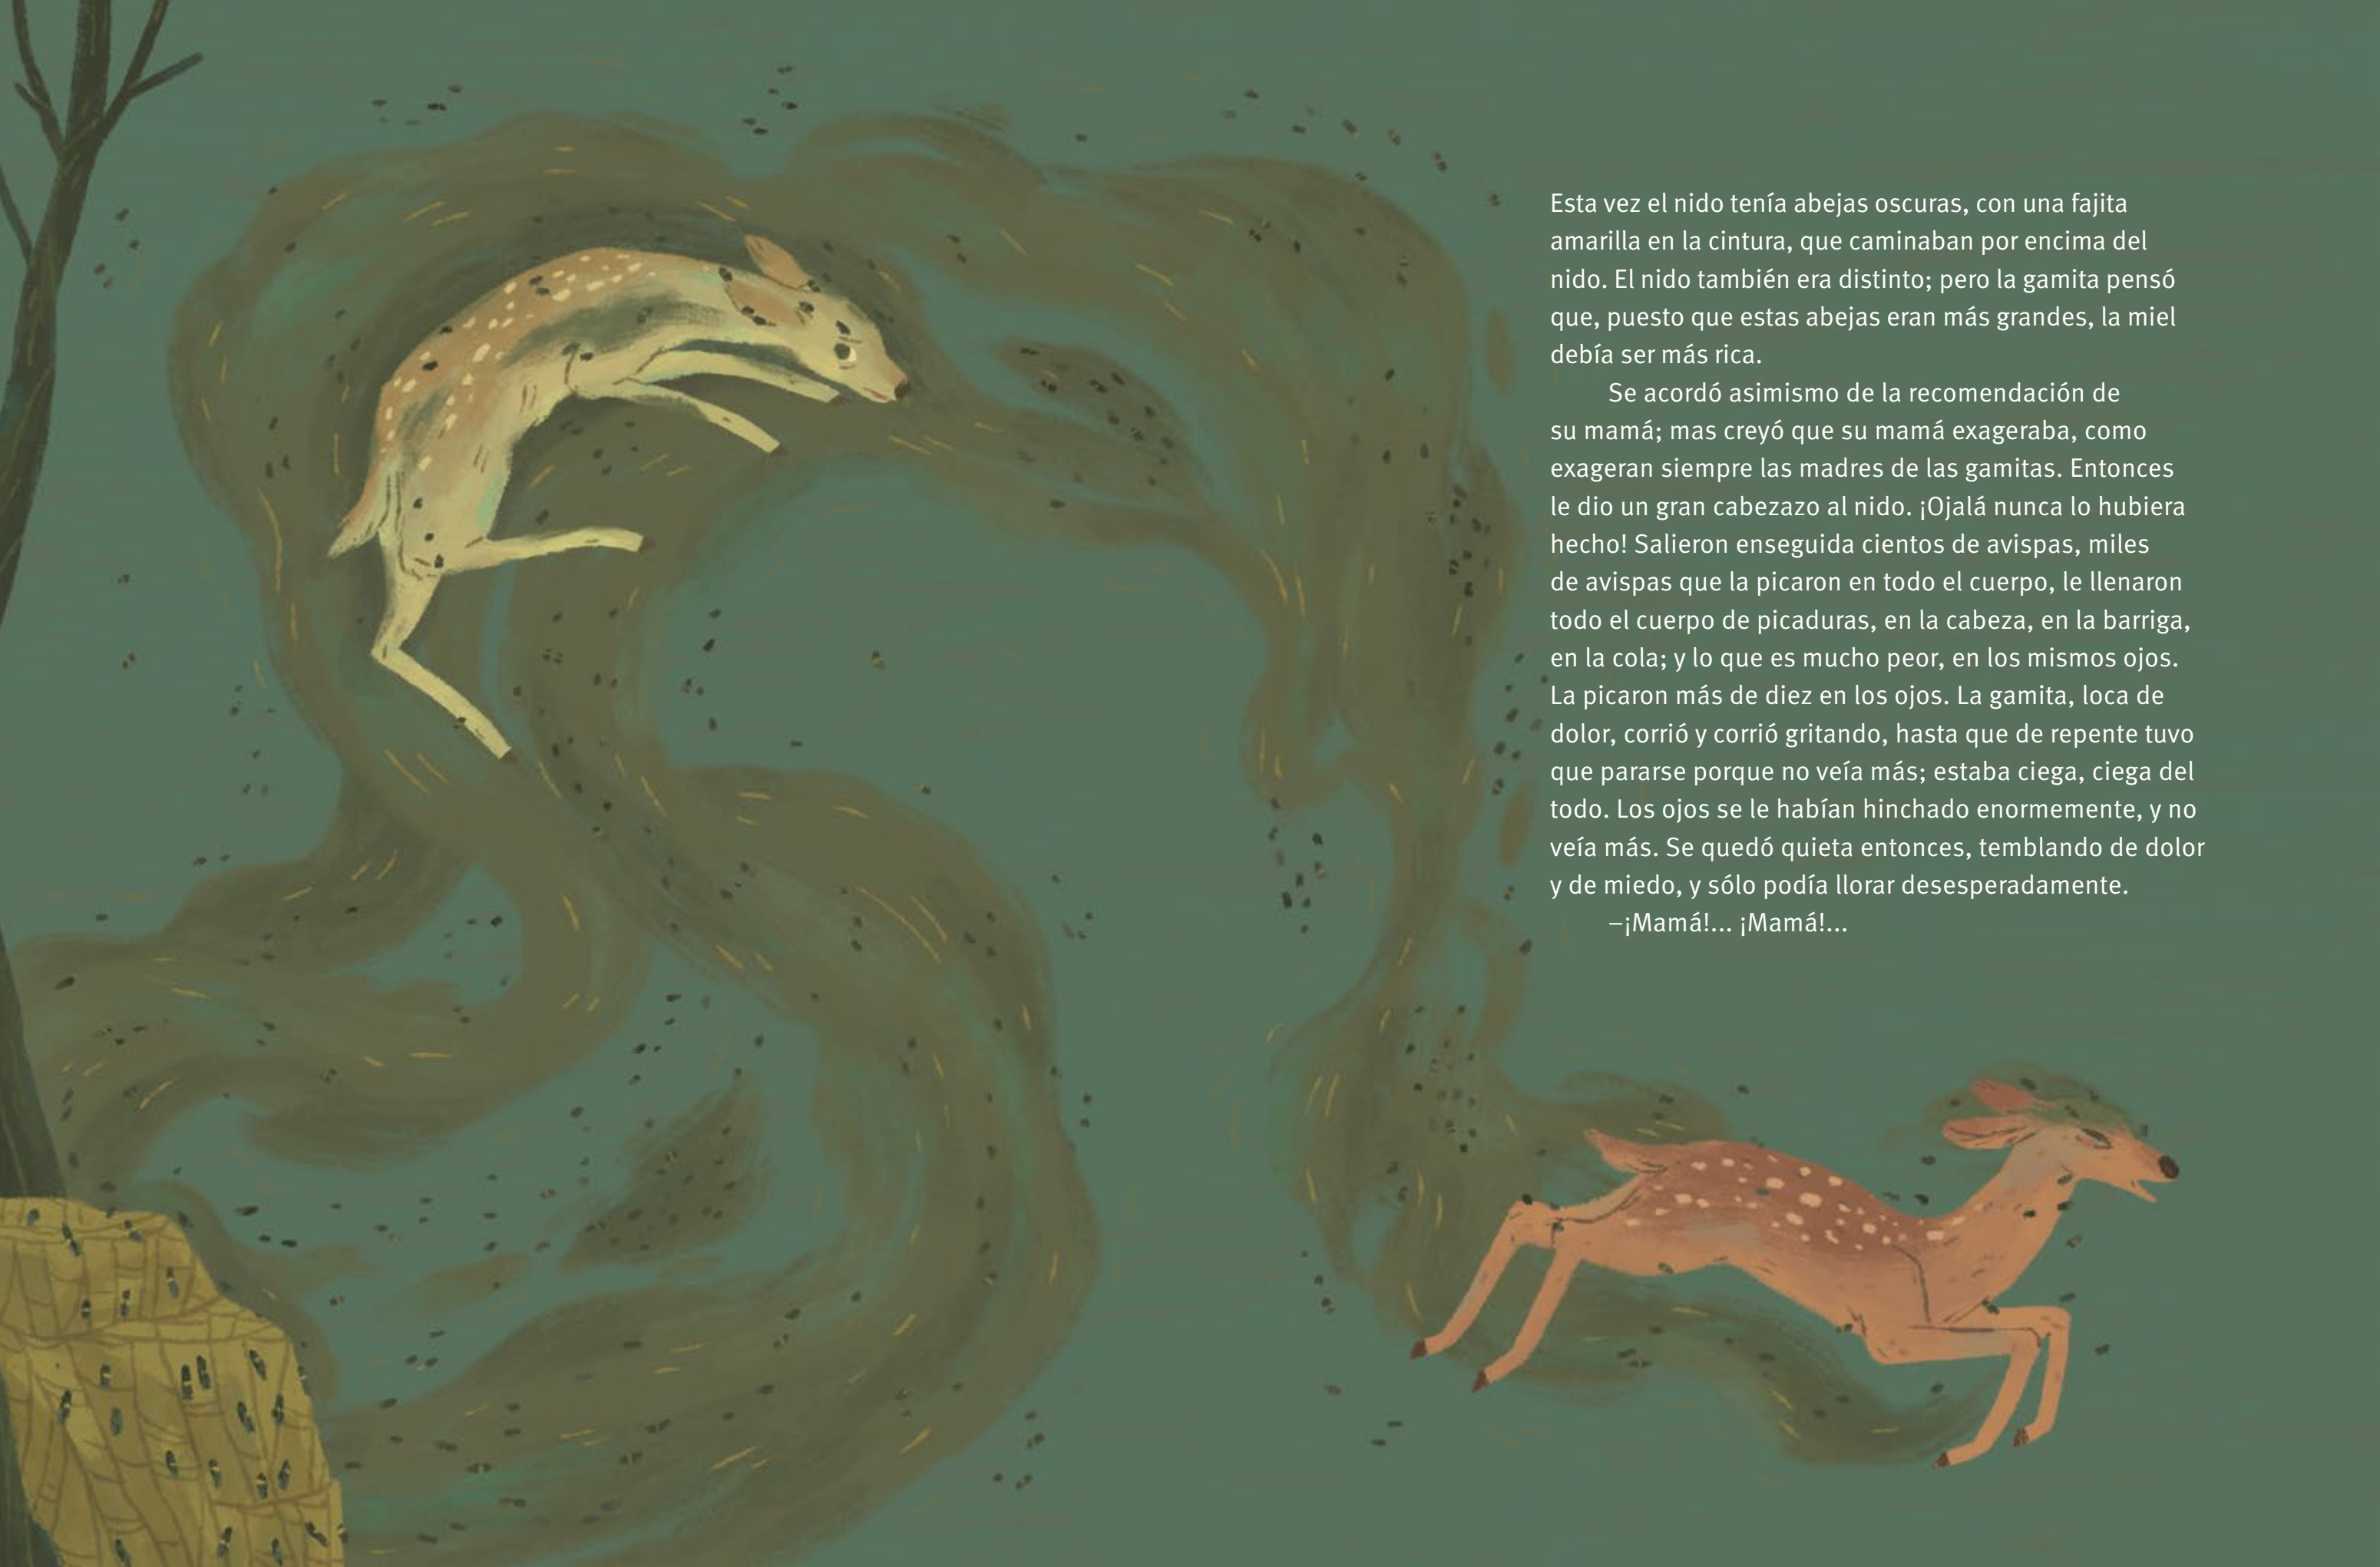 Esta vez el nido tenía abejas oscuras, con una fajita
amarilla en la cintura, que caminaban por encima del
nido. El nido también era distinto; pero la gamita pensó
que, puesto que estas abejas eran más grandes, la miel
debía ser más rica.
Se acordó asimismo de la recomendación de
su mamá; mas creyó que su mamá exageraba, como
exageran siempre las madres de las gamitas. Entonces
le dio un gran cabezazo al nido. ¡Ojalá nunca lo hubiera
hecho! Salieron enseguida cientos de avispas, miles
de avispas que la picaron en todo el cuerpo, le llenaron
todo el cuerpo de picaduras, en la cabeza, en la barriga,
en la cola; y lo que es mucho peor, en los mismos ojos.
La picaron más de diez en los ojos. La gamita, loca de
dolor, corrió y corrió gritando, hasta que de repente tuvo
que pararse porque no veía más; estaba ciega, ciega del
todo. Los ojos se le habían hinchado enormemente, y no
veía más. Se quedó quieta entonces, temblando de dolor
y de miedo, y sólo podía llorar desesperadamente.
–¡Mamá!... ¡Mamá!...